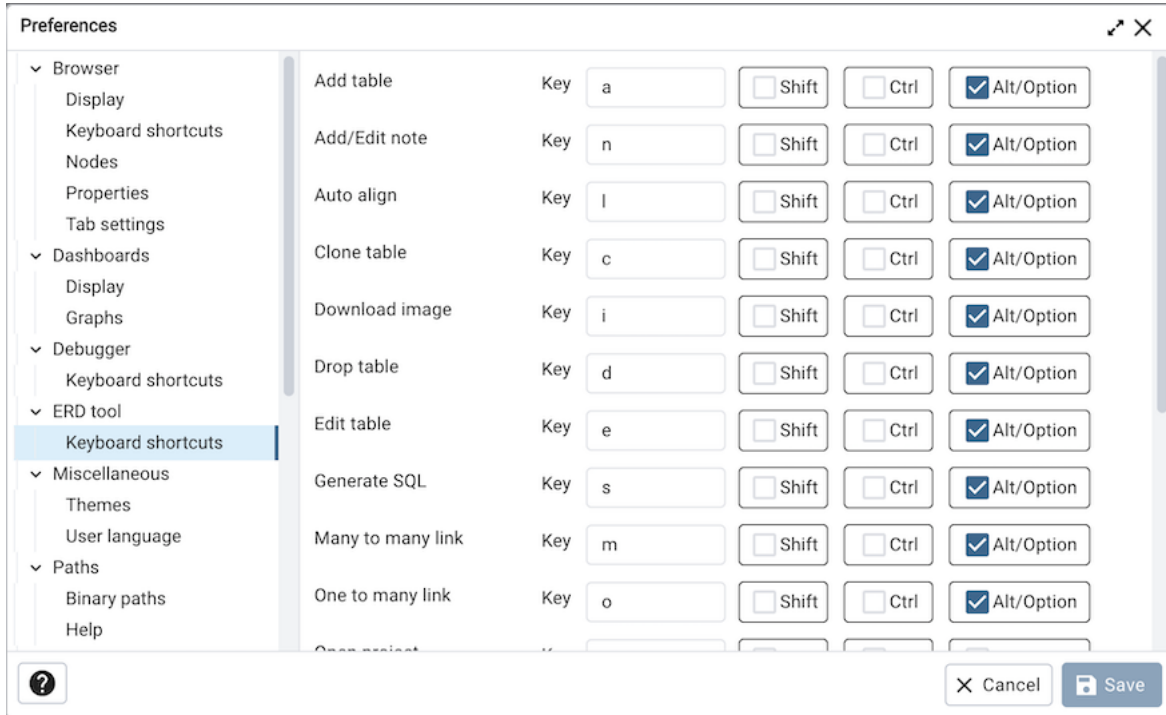 Preferences
Browser
Display
Keyboard shortcuts
Nodes
Properties
Tab settings
Dashboards
Display
Graphs
Debugger
Keyboard shortcuts
ERD tool
Keyboard shortcuts
Miscellaneous
Themes
User language
Paths
Binary paths
Help
Add table Key a Shift Ctrl Alt/Option
Add/Edit note Key n Shift Ctrl Alt/Option
Auto align Key l Shift Ctrl Alt/Option
Clone table Key c Shift Ctrl Alt/Option
Download image Key i Shift Ctrl Alt/Option
Drop table Key d Shift Ctrl Alt/Option
Edit table Key e Shift Ctrl Alt/Option
Generate SQL Key s Shift Ctrl Alt/Option
Many to many link Key m Shift Ctrl Alt/Option
One to many link Key o Shift Ctrl Alt/Option
Open project Key
? Cancel Save